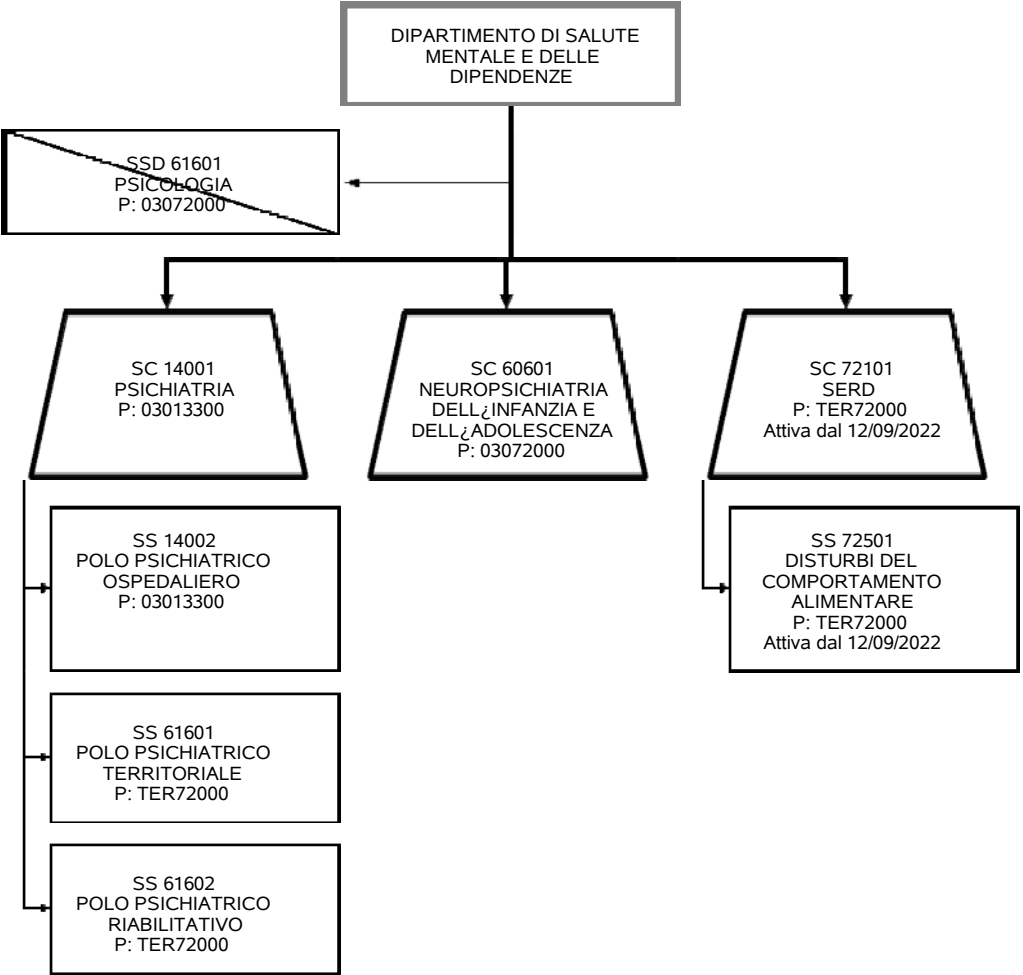 DIPARTIMENTO DI SALUTE
MENTALE E DELLE
DIPENDENZE
SSD 61601
PSICOLOGIA
P: 03072000
SC 14001
PSICHIATRIA
P: 03013300
SC 60601
NEUROPSICHIATRIA
DELL¿INFANZIA E
DELL¿ADOLESCENZA
P: 03072000
SC 72101
SERD
P: TER72000
Attiva dal 12/09/2022
SS 14002
POLO PSICHIATRICO
OSPEDALIERO
P: 03013300
SS 72501
DISTURBI DEL
COMPORTAMENTO
ALIMENTARE
P: TER72000
Attiva dal 12/09/2022
SS 61601
POLO PSICHIATRICO
TERRITORIALE
P: TER72000
SS 61602
POLO PSICHIATRICO
RIABILITATIVO
P: TER72000